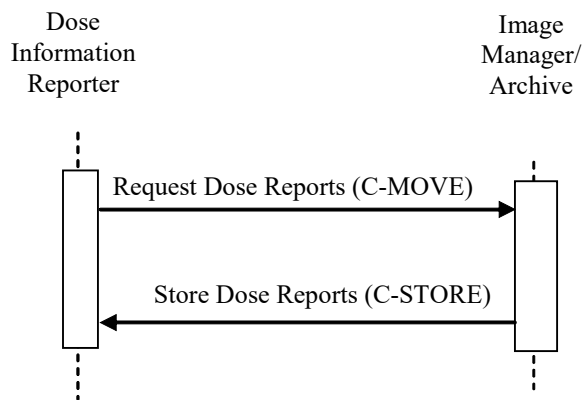 Dose
Information
Reporter
Image
Manager/
Archive
Request Dose Reports (C-MOVE)
Store Dose Reports (C-STORE)